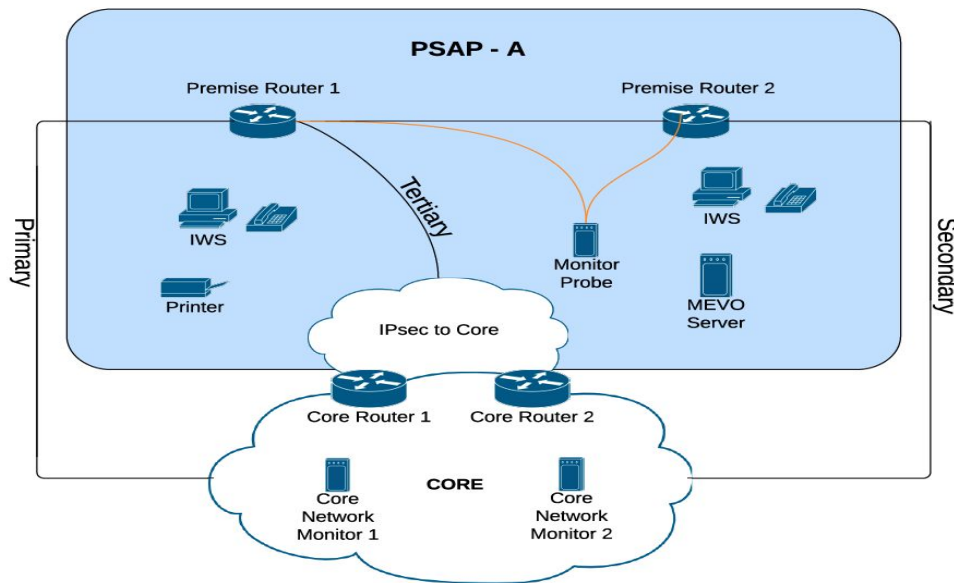 PSAP - A
Premise Router 1
Premise Router 2
Primary
Tertiary
Secondary
IWS
IWS
Monitor
Probe
Printer
MEVO
Server
IPsec to Core
Core Router 1
Core Router 2
CORE
Core
Network
Monitor 1
Core
Network
Monitor 2